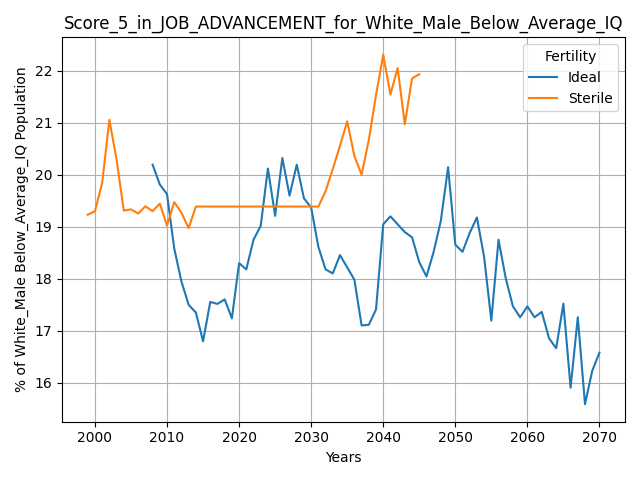 Score_5_in_JOB_ADVANCEMENT_for_White_Male_Below_Average_IQ
% of White_Male Below_Average_IQ Population
22
21
20
19
18
17
16
Fertility
Ideal
Sterile
2000 2010 2020 2030 2040 2050 2060 2070
Years